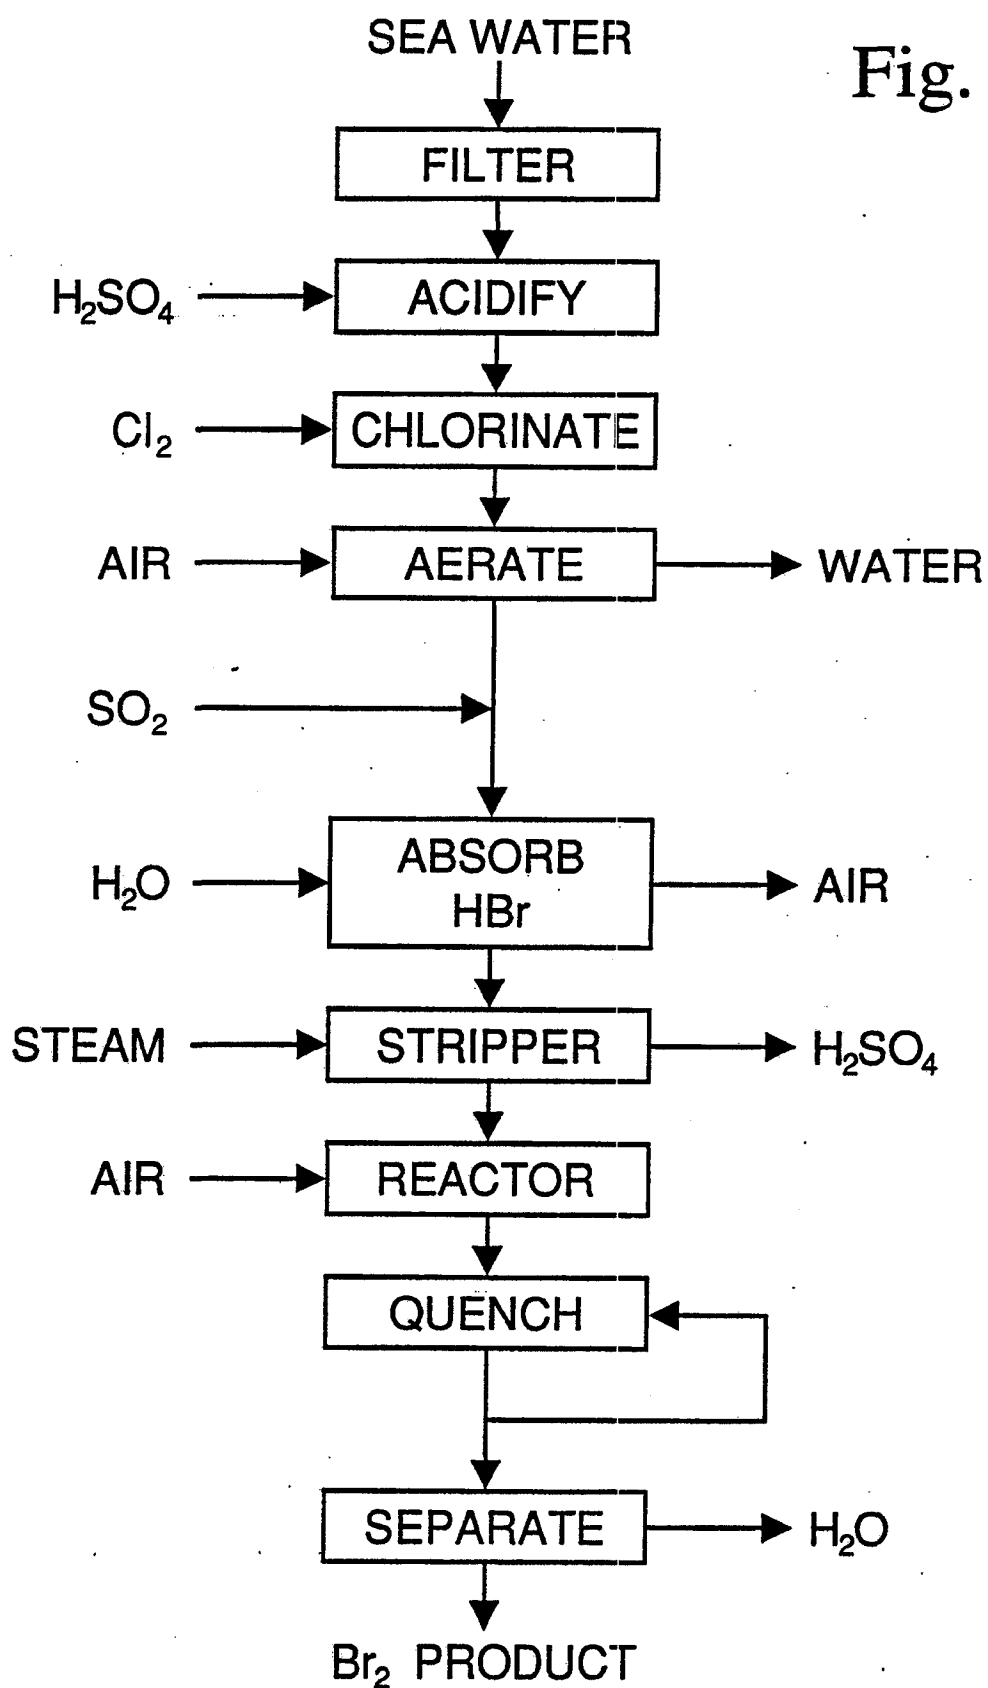 SEA WATER
Fig.
FILTER
H₂SO₄
ACIDIFY
Cl₂
CHLORINATE
AIR
AERATE
WATER
SO₂
H₂O
ABSORB
HBr
AIR
STEAM
STRIPPER
H₂SO₄
AIR
REACTOR
QUENCH
SEPARATE
H₂O
Br₂ PRODUCT